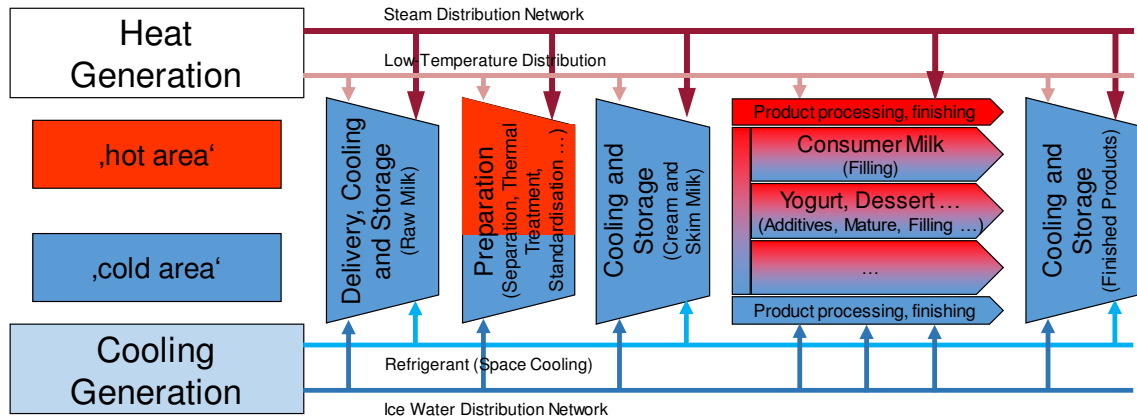 Steam Distribution Network
Heat
Generation
Low-Temperature Distribution
‚hot area‘
‚cold area‘
Delivery, Cooling
and Storage
(Raw Milk)
Preparation
(Separation, Thermal
Treatment,
Standardisation …)
Cooling and
Storage
(Cream and
Skim Milk)
Product processing, finishing
Consumer Milk
(Filling)
Yogurt, Dessert …
(Additives, Mature, Filling …)
…
Product processing, finishing
Cooling and
Storage
(Finished Products)
Cooling
Generation
Refrigerant (Space Cooling)
Ice Water Distribution Network